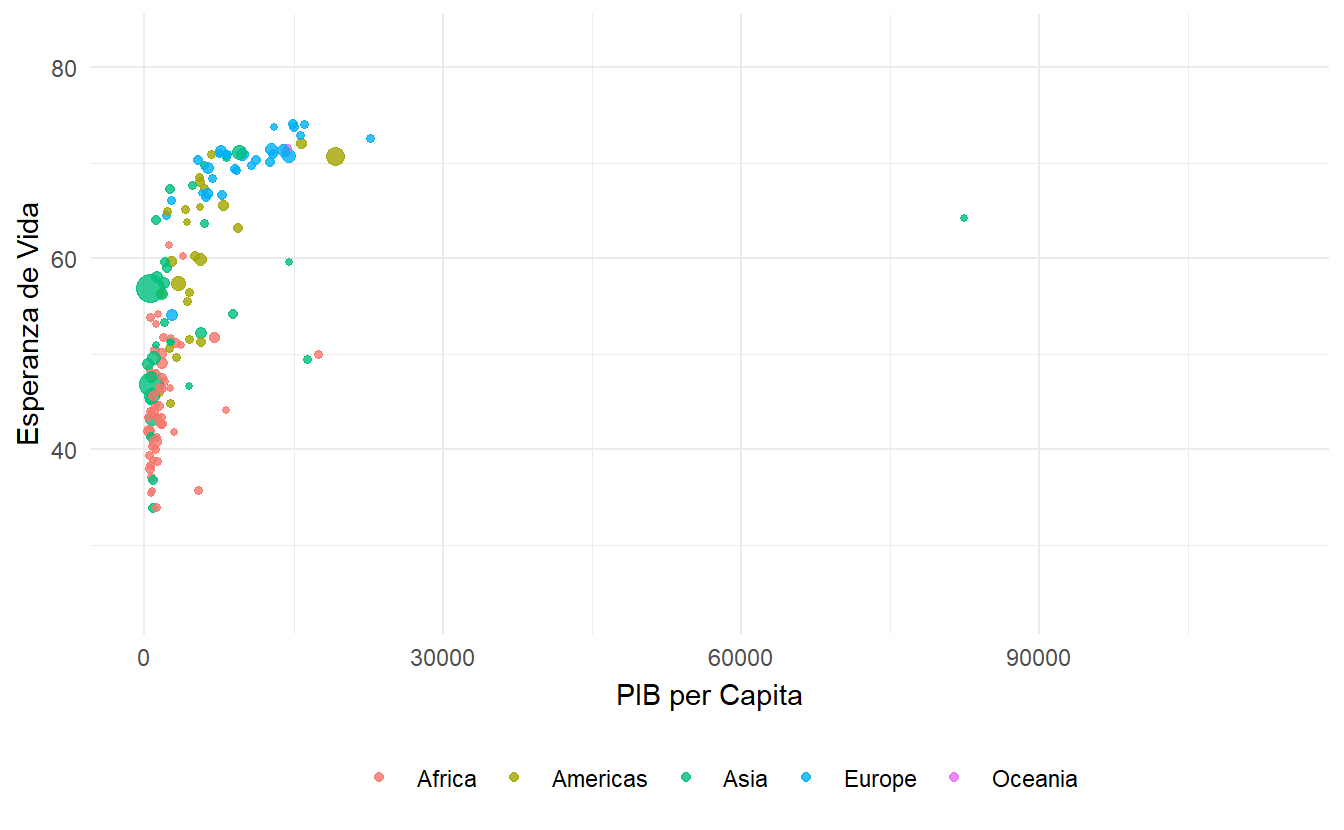 80
60
40
Esperanza de Vida
0 30000 60000 90000
PIB per Capita
Africa Americas Asia Europe Oceania